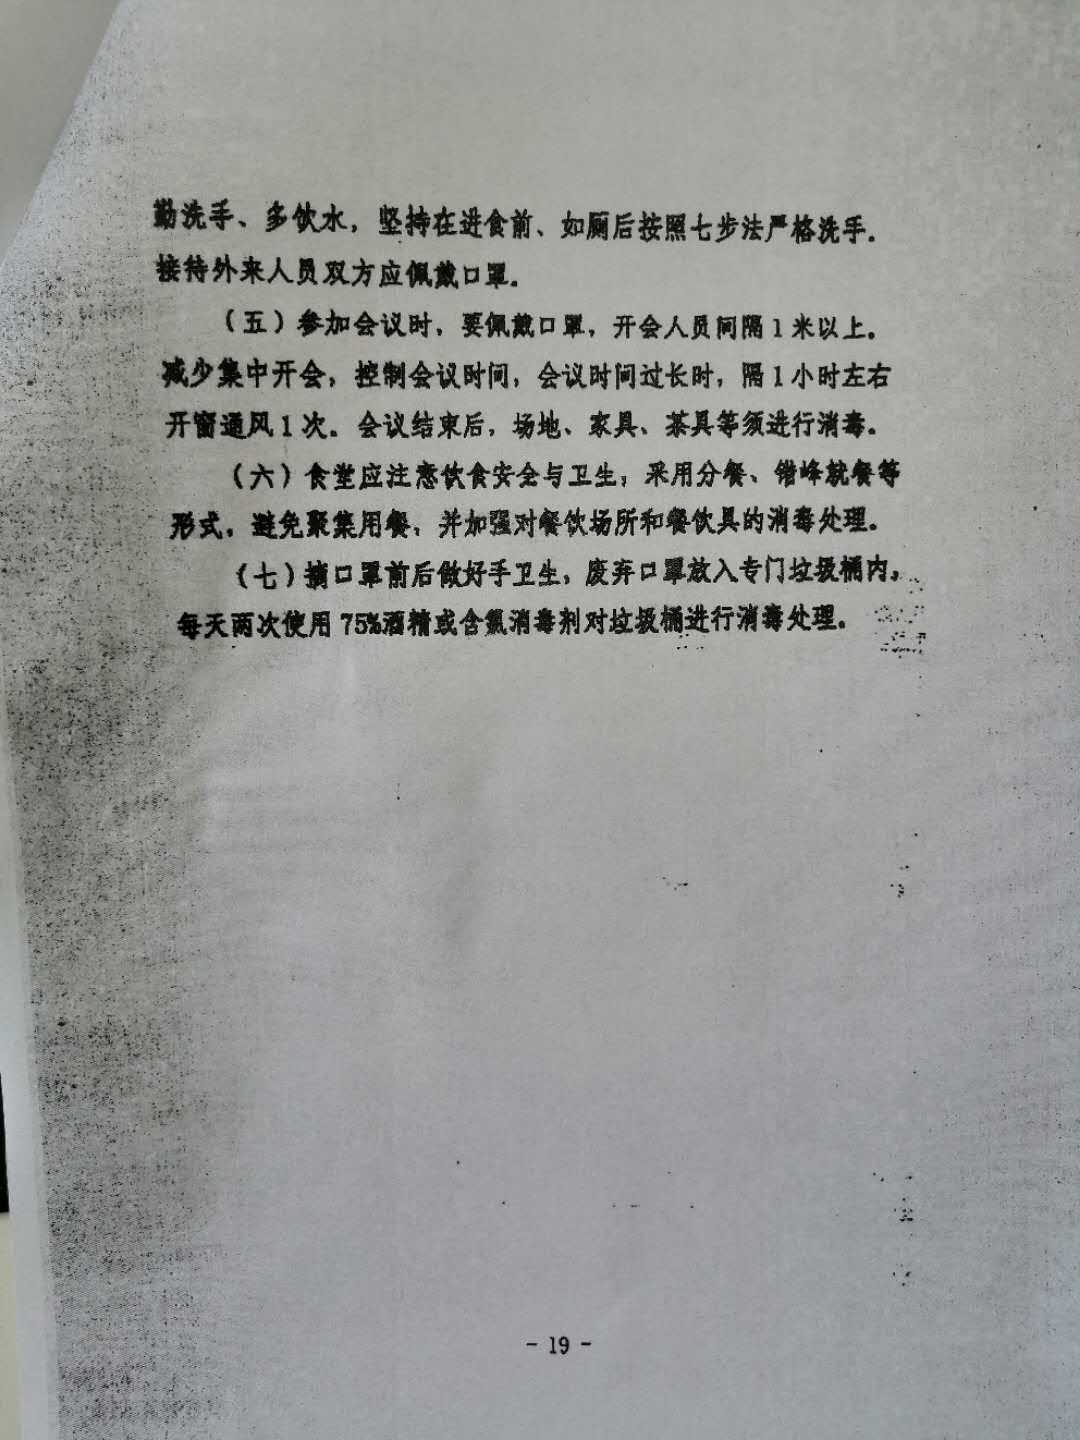 勤洗手、多饮水，坚持在进食前、如厕后按照七步法严格洗手。
接待外来人员双方应佩戴口罩。
（五）参加会议时，要佩戴口罩，开会人员间隔1米以上。
减少集中开会，控制会议时间，会议时间过长时，隔1小时左右
开窗通风1次。会议结束后，场地、家具、茶具等须进行消毒。
（六）食堂应注意饮食安全与卫生，采用分餐、错峰就餐等
形式，避免聚集用餐，并加强对餐饮场所和餐饮具的消毒处理。
（七）摘口罩前后做好手卫生，废弃口罩放入专门垃圾桶内，
每天两次使用75%酒精或含氯消毒剂对垃圾桶进行消毒处理。
- 19 -